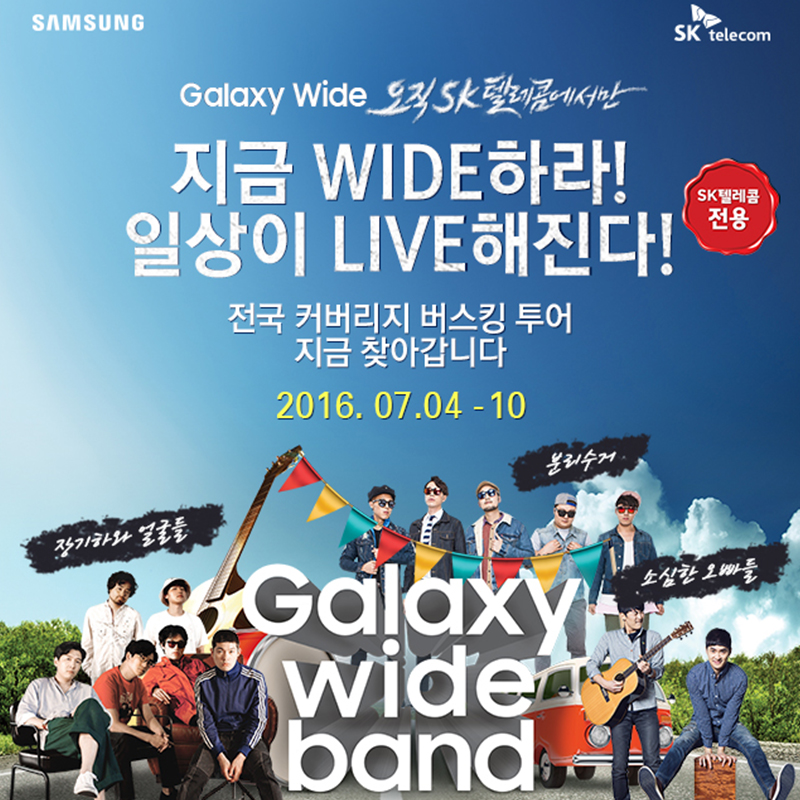 SAMSUNG
SK telecom
Galaxy Wide 오직 SK텔레콤에서만
지금 WIDE하라!
일상이 LIVE해진다!
SK텔레콤
전용
전국 커버리지 버스킹 투어
지금 찾아갑니다
2016. 07.04 - 10
분리수거
장기하와 얼굴들
소심한 오빠들
Galaxy
wide
band